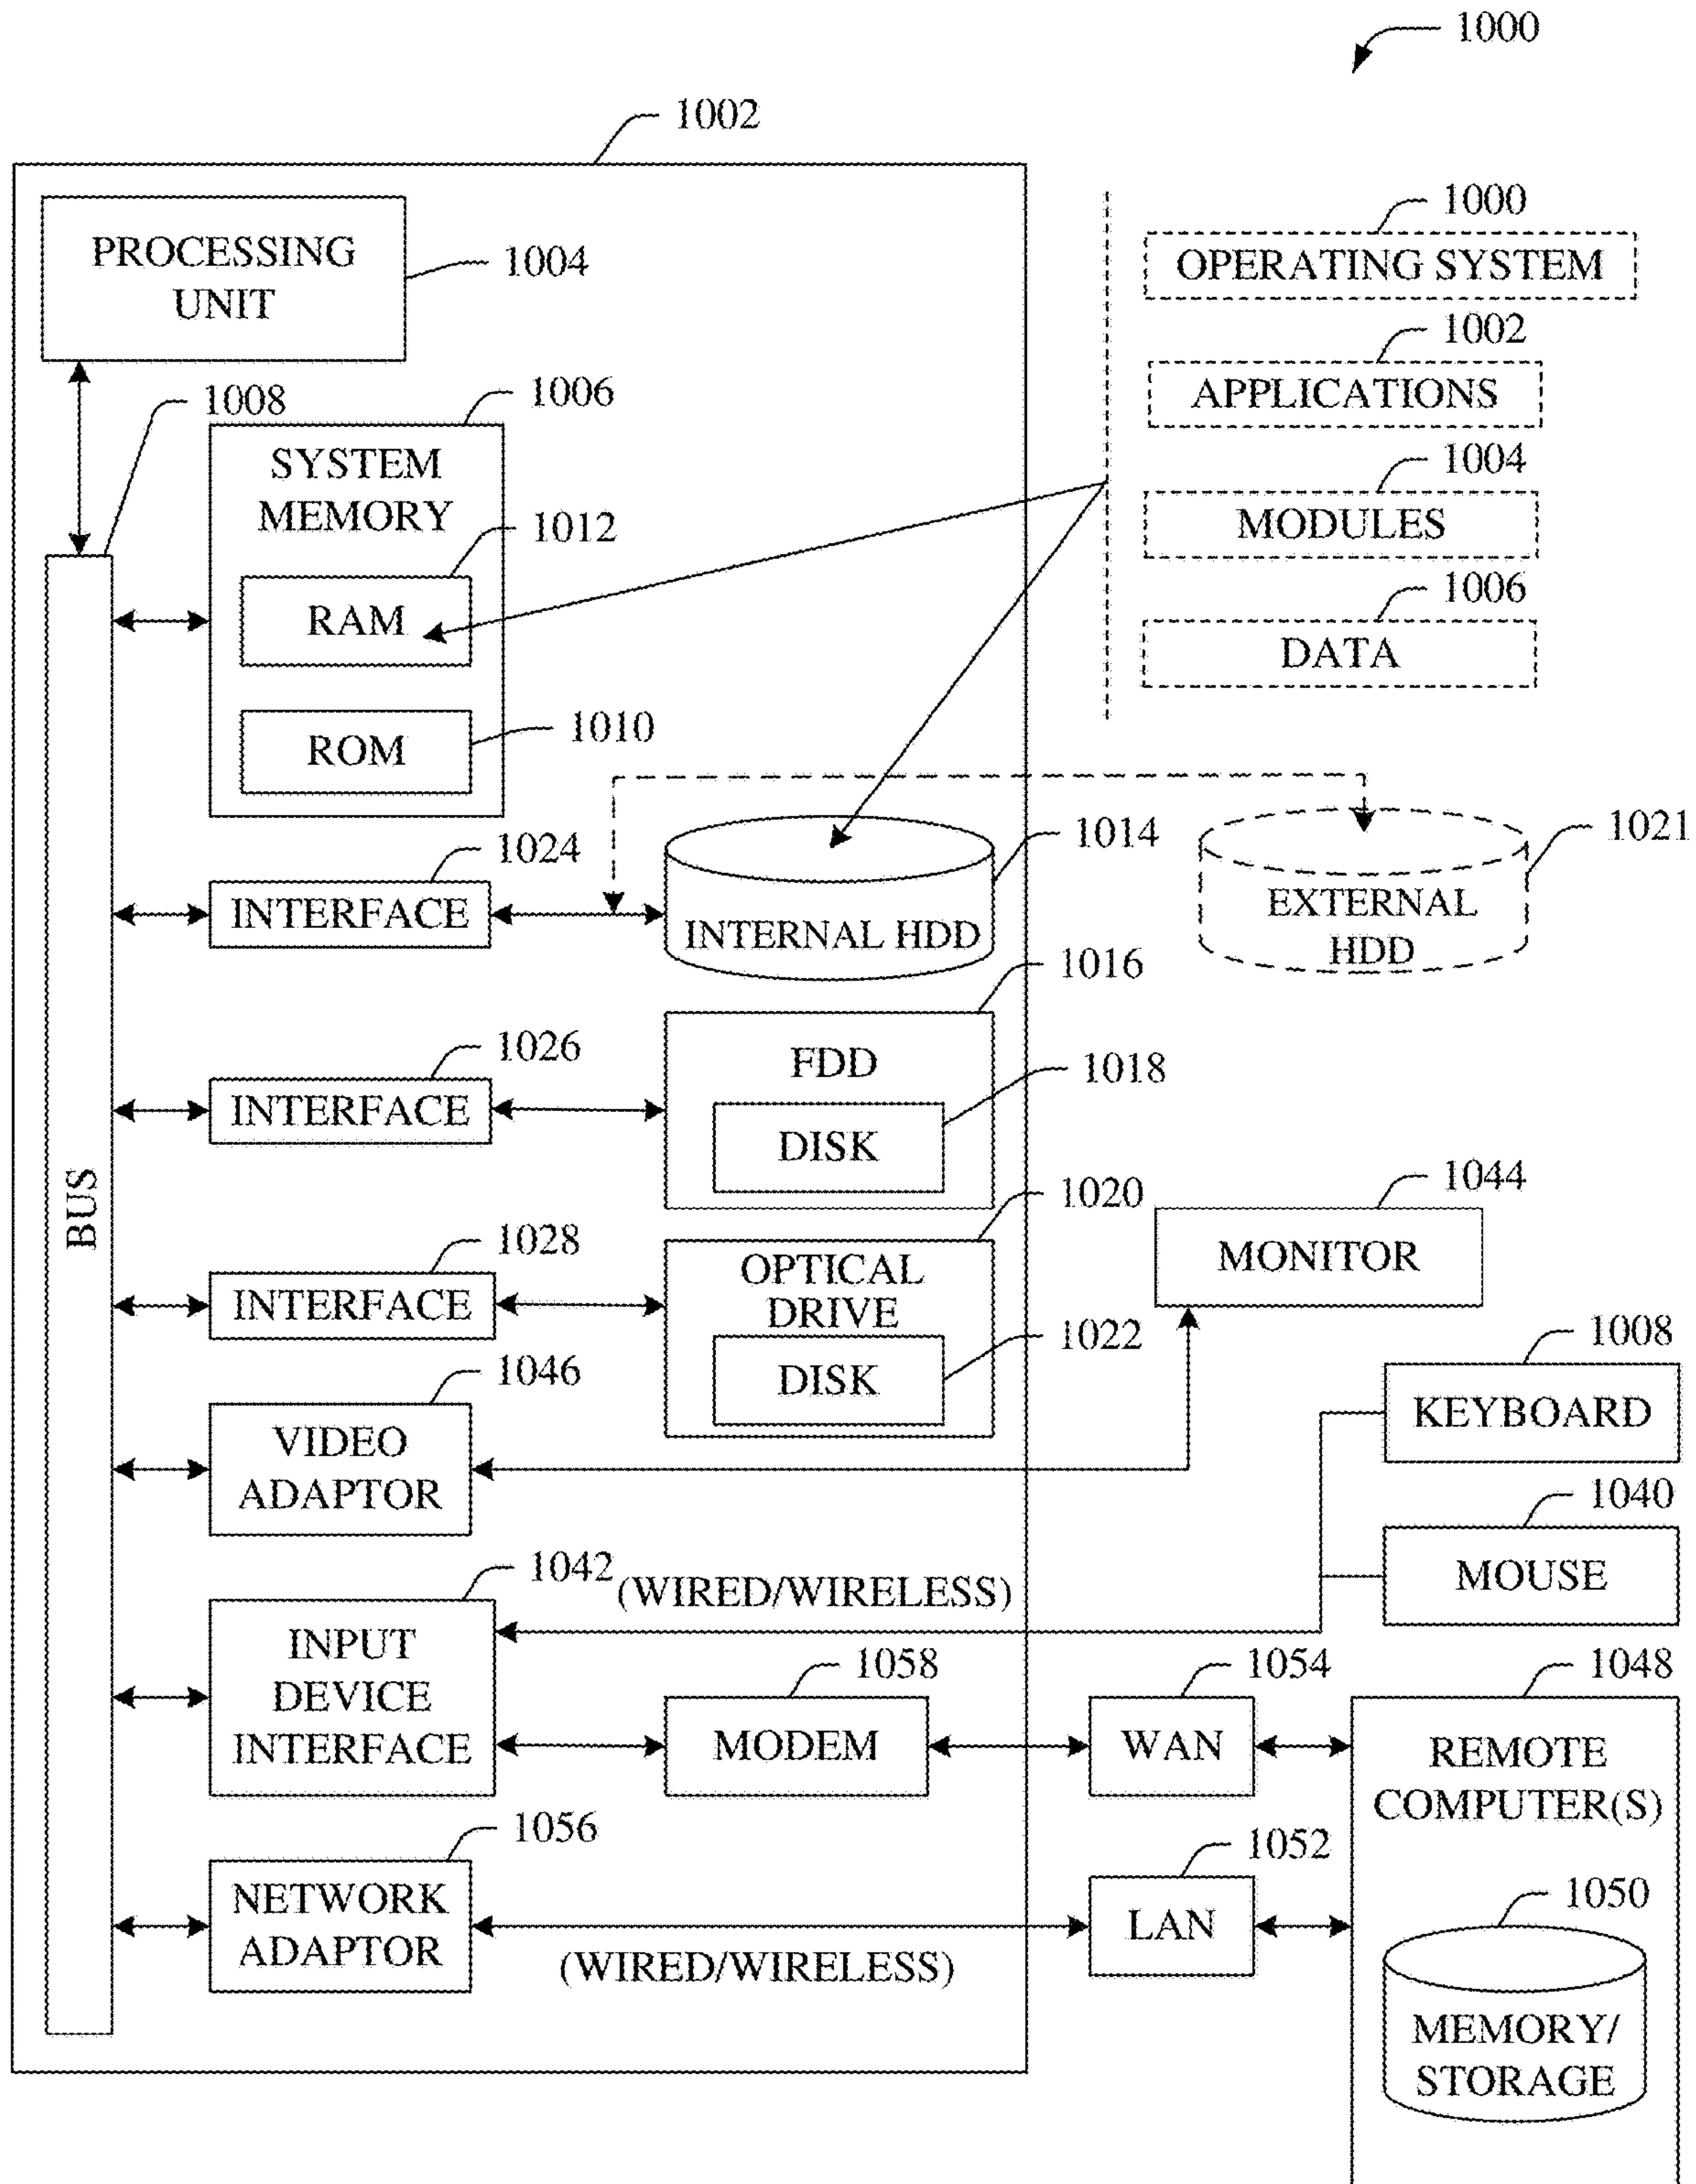 1000
1002
PROCESSING
UNIT
1004
1000
OPERATING SYSTEM
1002
APPLICATIONS
1004
MODULES
1006
DATA
1008
1006
SYSTEM
MEMORY
1012
RAM
1010
ROM
BUS
1024
INTERFACE
1014
INTERNAL HDD
1021
EXTERNAL
HDD
1026
INTERFACE
1016
FDD
1018
DISK
1028
INTERFACE
1020
OPTICAL
DRIVE
1022
DISK
1044
MONITOR
1046
VIDEO
ADAPTOR
1008
KEYBOARD
1040
MOUSE
1042
(WIRED/WIRELESS)
INPUT
DEVICE
INTERFACE
1058
MODEM
1054
WAN
1048
REMOTE
COMPUTER(S)
1056
NETWORK
ADAPTOR
(WIRED/WIRELESS)
1052
LAN
1050
MEMORY/
STORAGE